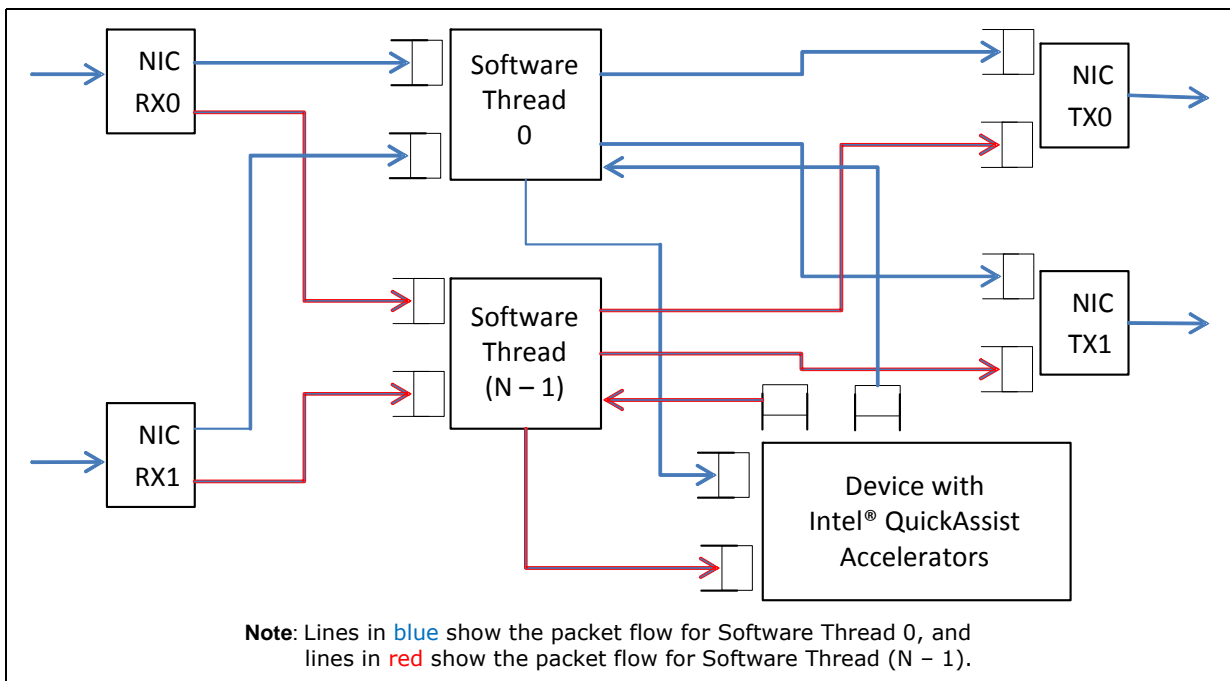 NIC
RX0
Software
Thread
0
NIC
TX0
NIC
RX1
Software
Thread
(N – 1)
NIC
TX1
Device with
Intel® QuickAssist
Accelerators
Note: Lines in blue show the packet flow for Software Thread 0, and
lines in red show the packet flow for Software Thread (N – 1).